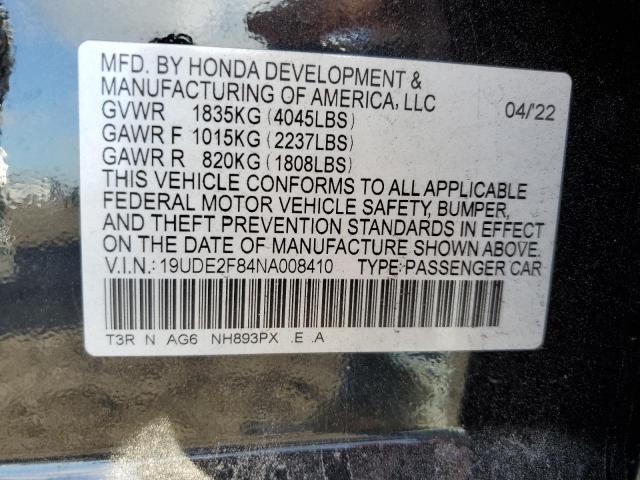 MFD. BY HONDA DEVELOPMENT &
MANUFACTURING OF AMERICA, LLC
GVWR 1835KG (4045LBS) 04/22
GAWR F 1015KG (2237LBS)
GAWR R 820KG (1808LBS)
THIS VEHICLE CONFORMS TO ALL APPLICABLE
FEDERAL MOTOR VEHICLE SAFETY, BUMPER,
AND THEFT PREVENTION STANDARDS IN EFFECT
ON THE DATE OF MANUFACTURE SHOWN ABOVE.
V.I.N.: 19UDE2F84NA008410 TYPE: PASSENGER CAR
T3R N AG6 NH893PX .E .A